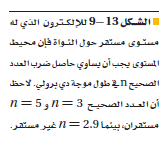 ■ الشكل 13-9 للإلكترون الذي له
مستوى مستقر حول النواة فإن محيط
المستوى يجب أن يساوي حاصل ضرب العدد
الصحيح n في طول موجة دي برولي. لاحظ
أن العدد الصحيح n = 3 و n = 5
مستقران، بينما n = 2.9 غير مستقر.